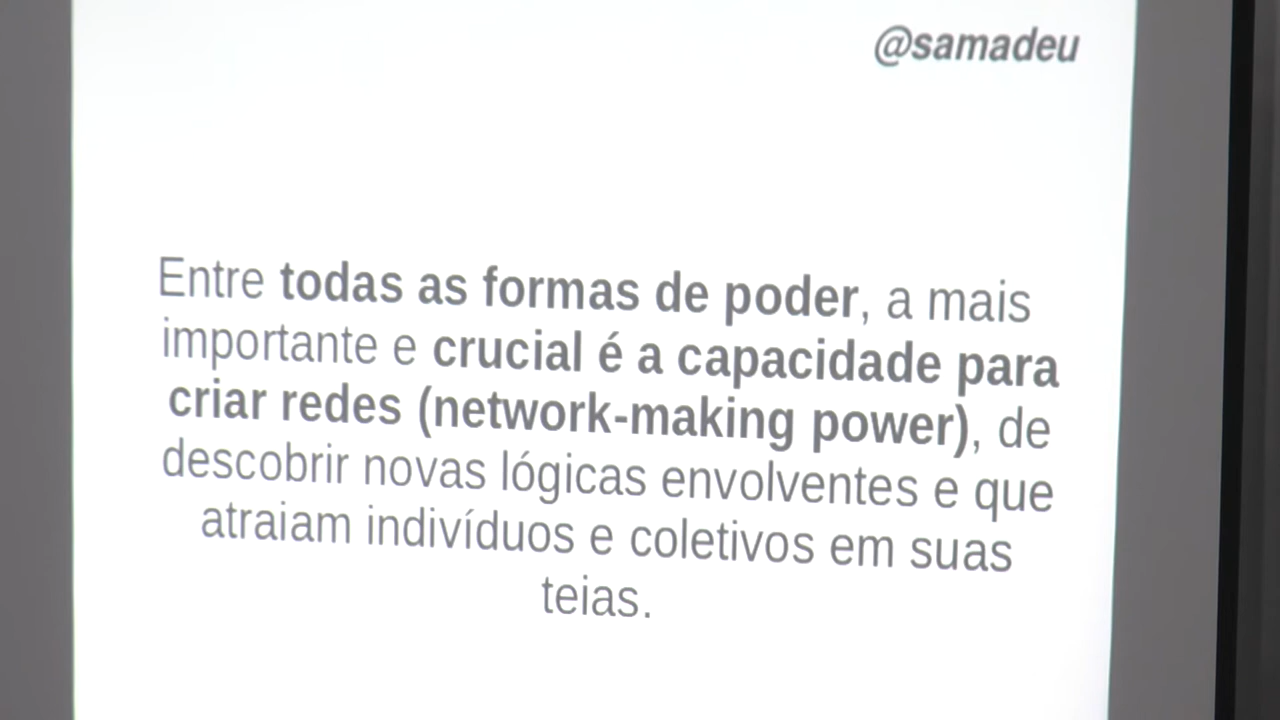 @samadeu
Entre todas as formas de poder, a mais
importante e crucial é a capacidade para
criar redes (network-making power), de
descobrir novas lógicas envolventes e que
atraiam indivíduos e coletivos em suas
teias.